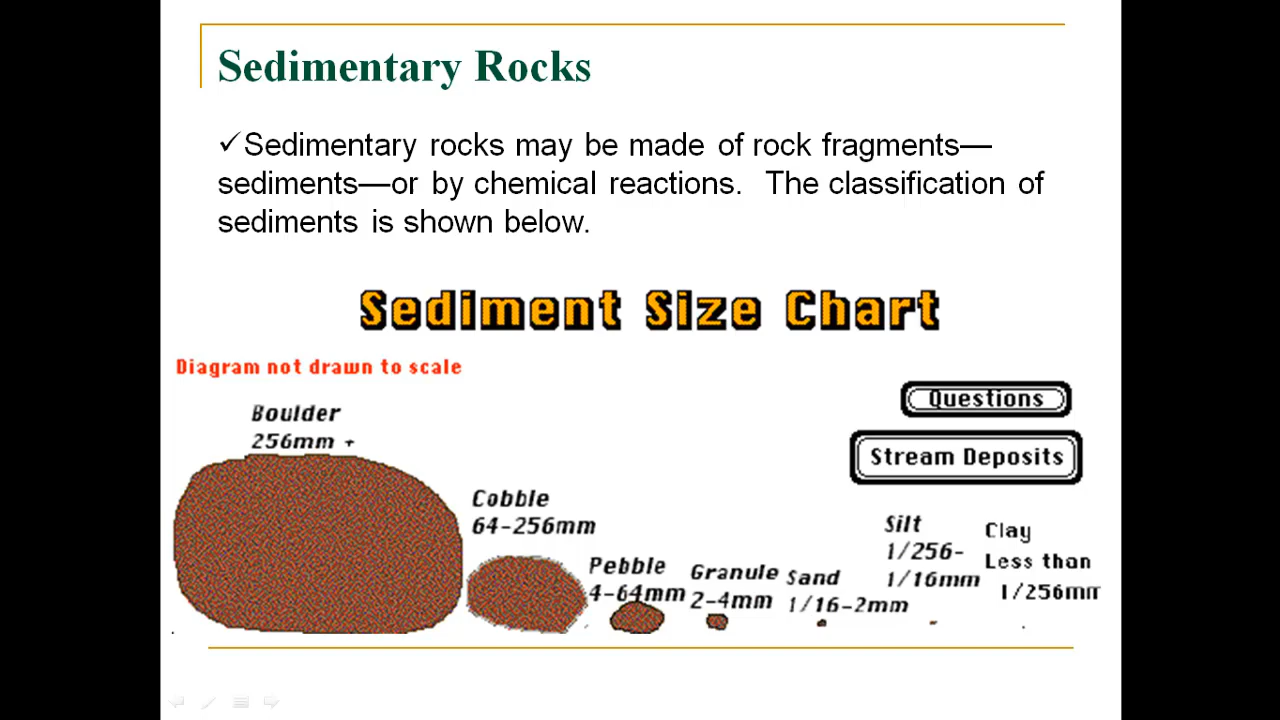 Sedimentary Rocks
✓Sedimentary rocks may be made of rock fragments—
sediments—or by chemical reactions. The classification of
sediments is shown below.
Sediment Size Chart
Diagram not drawn to scale
Questions
Stream Deposits
Boulder
256mm +
Cobble
64-256mm
Pebble
4-64mm
Granule
2-4mm
Sand
1/16-2mm
Silt
1/256-
1/16mm
Clay
Less than
1/256mm